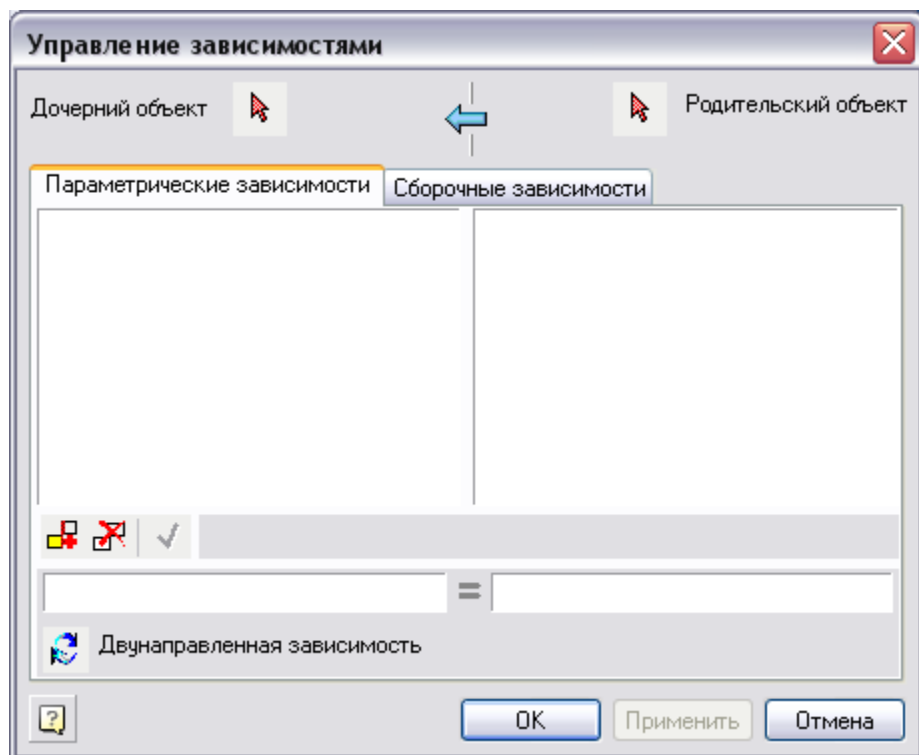 Управление зависимостями
Дочерний объект
Родительский объект
Параметрические зависимости
Сборочные зависимости
=
Двунаправленная зависимость
?
OK
Применить
Отмена